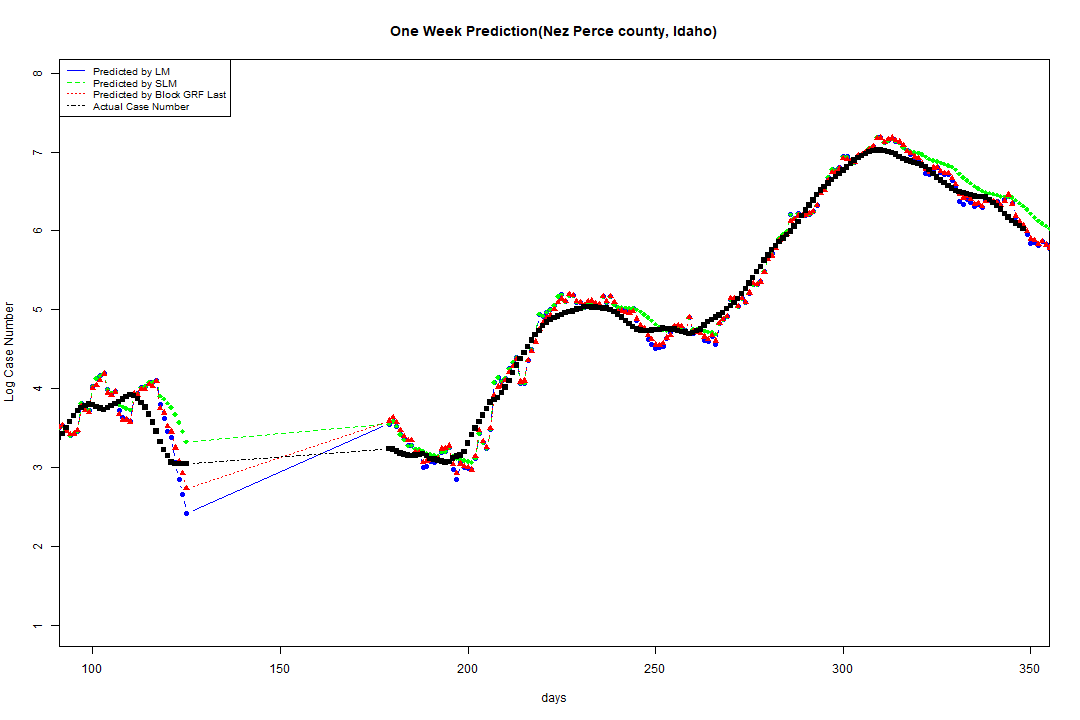 One Week Prediction(Nez Perce county, Idaho)
Predicted by LM
Predicted by SLM
Predicted by Block GRF Last
Actual Case Number
8
7
6
5
4
3
2
1
Log Case Number
100 150 200 250 300 350
days